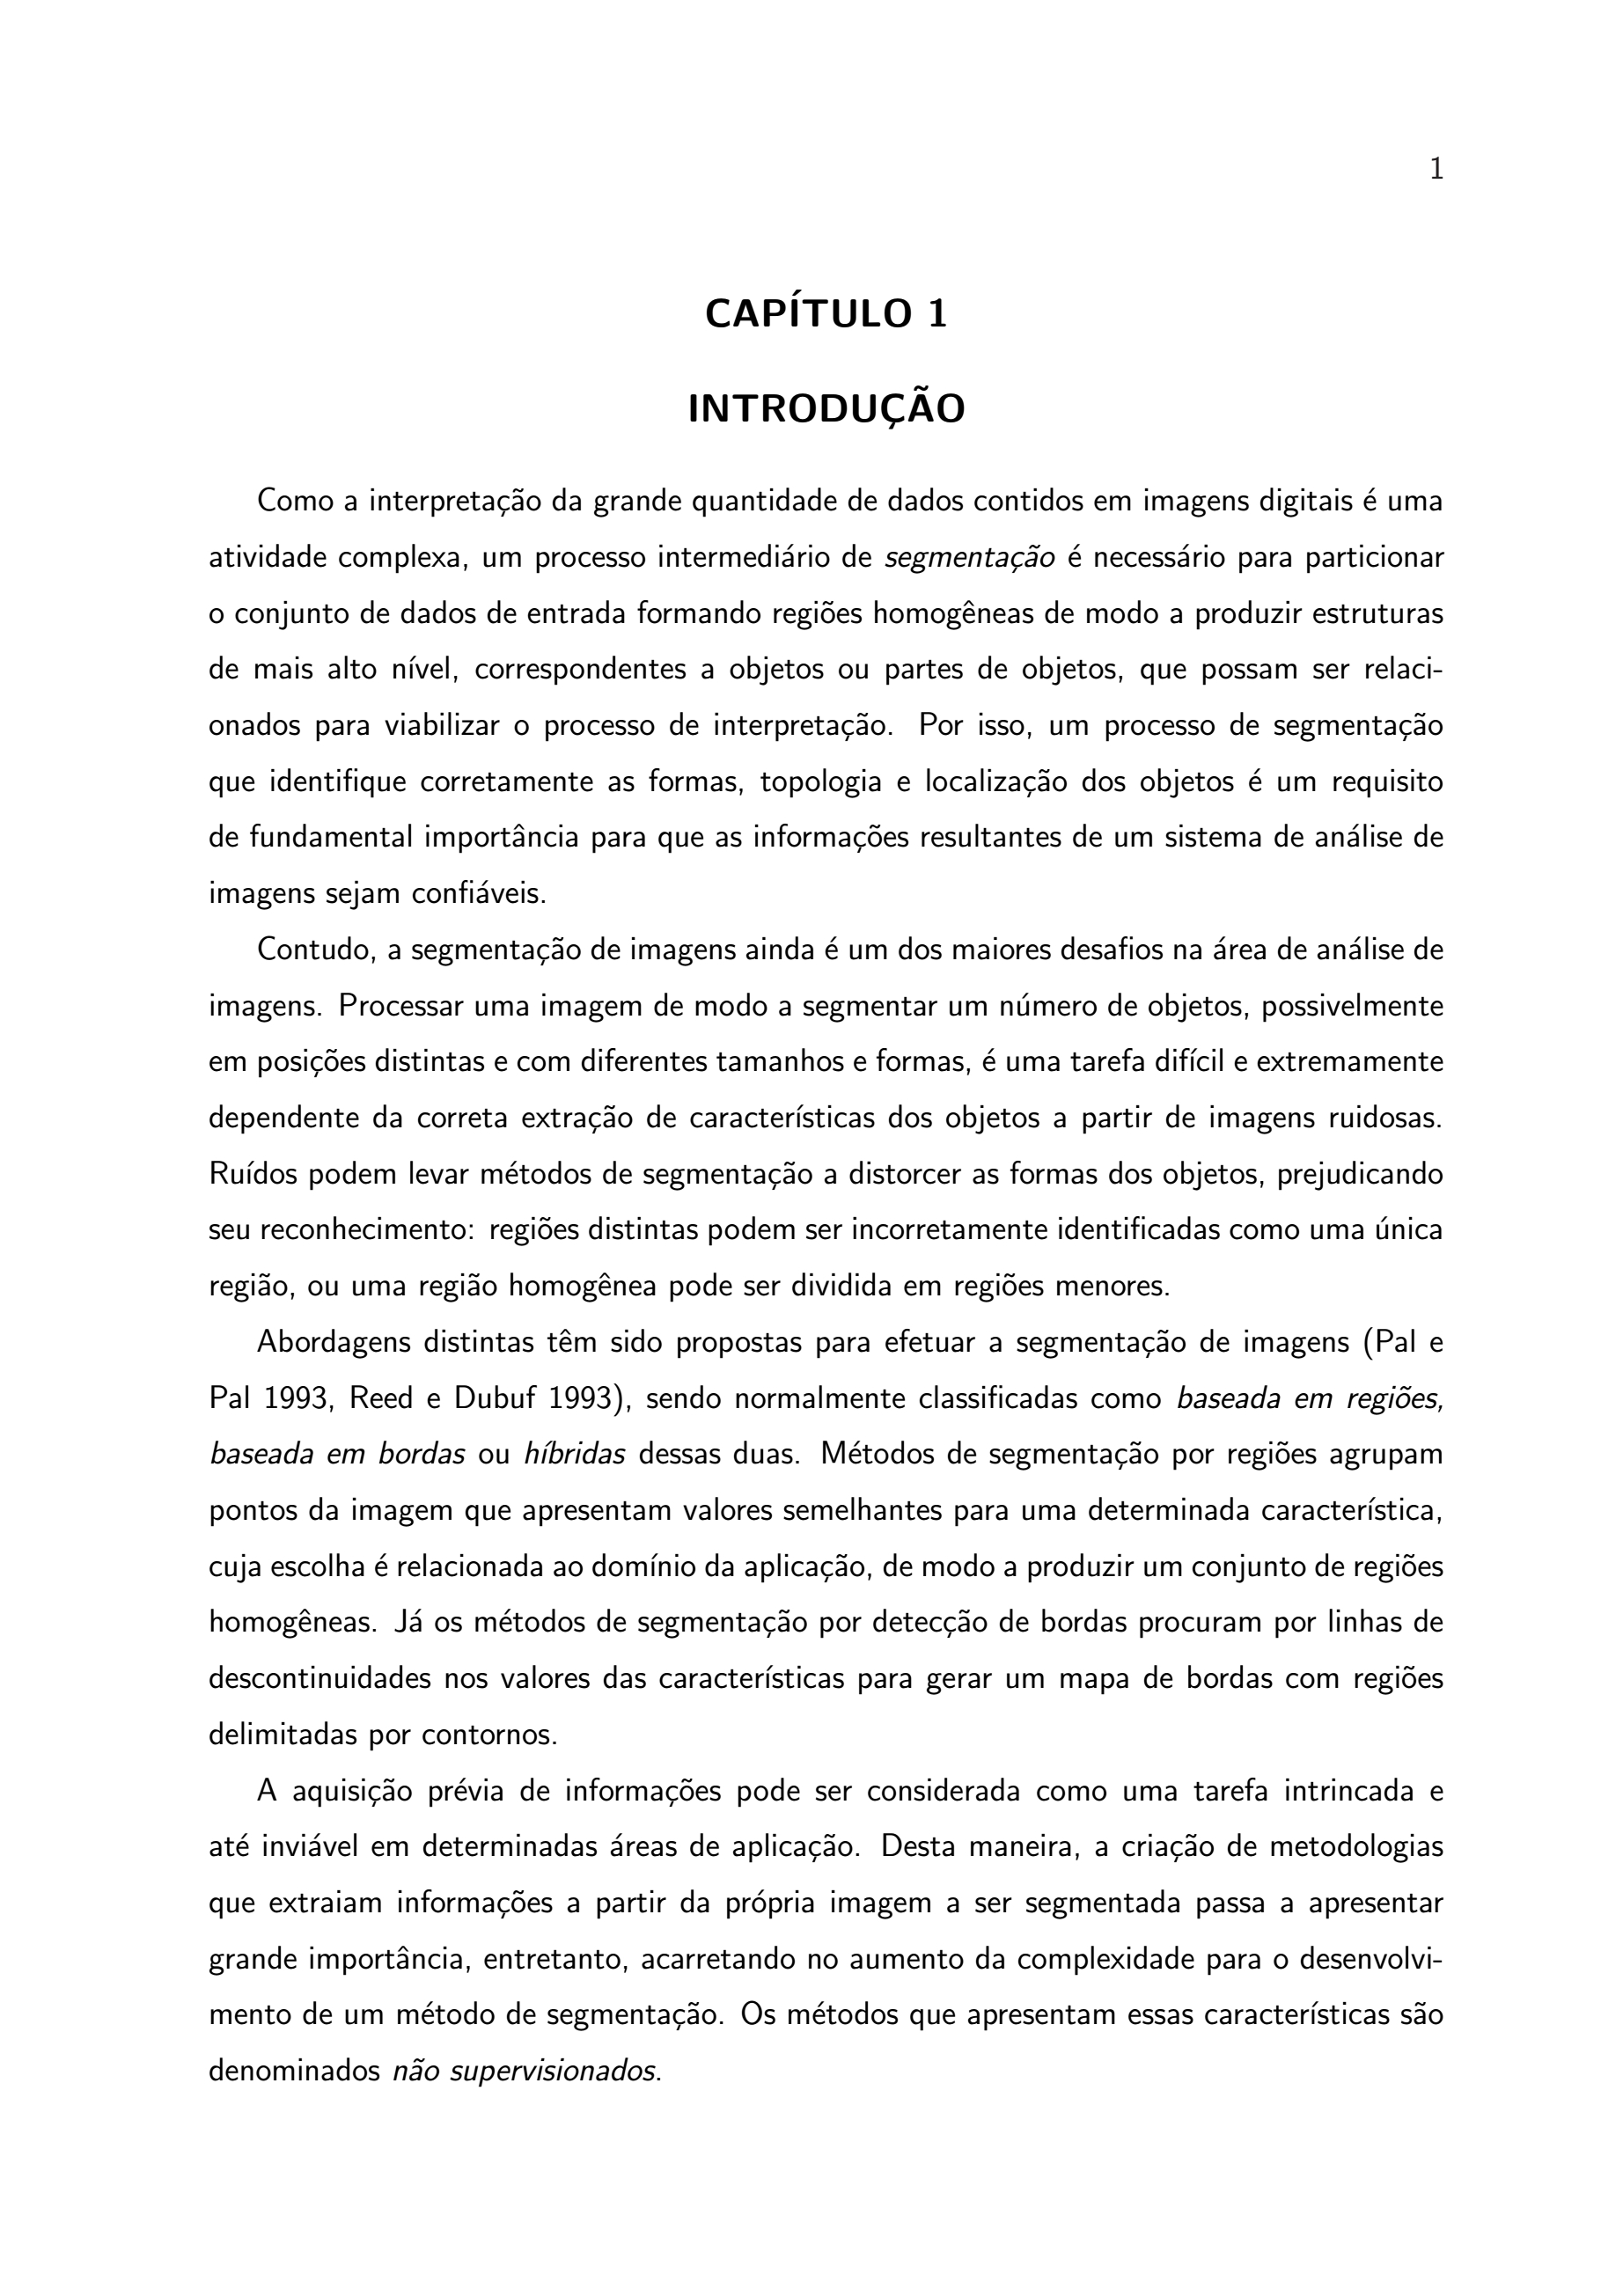 1
CAPÍTULO 1
INTRODUÇÃO
Como a interpretação da grande quantidade de dados contidos em imagens digitais é uma
atividade complexa, um processo intermediário de segmentação é necessário para particionar
o conjunto de dados de entrada formando regiões homogêneas de modo a produzir estruturas
de mais alto nível, correspondentes a objetos ou partes de objetos, que possam ser relaci-
onados para viabilizar o processo de interpretação. Por isso, um processo de segmentação
que identifique corretamente as formas, topologia e localização dos objetos é um requisito
de fundamental importância para que as informações resultantes de um sistema de análise de
imagens sejam confiáveis.
Contudo, a segmentação de imagens ainda é um dos maiores desafios na área de análise de
imagens. Processar uma imagem de modo a segmentar um número de objetos, possivelmente
em posições distintas e com diferentes tamanhos e formas, é uma tarefa difícil e extremamente
dependente da correta extração de características dos objetos a partir de imagens ruidosas.
Ruídos podem levar métodos de segmentação a distorcer as formas dos objetos, prejudicando
seu reconhecimento: regiões distintas podem ser incorretamente identificadas como uma única
região, ou uma região homogênea pode ser dividida em regiões menores.
Abordagens distintas têm sido propostas para efetuar a segmentação de imagens (Pal e
Pal 1993, Reed e Dubuf 1993), sendo normalmente classificadas como baseada em regiões,
baseada em bordas ou híbridas dessas duas. Métodos de segmentação por regiões agrupam
pontos da imagem que apresentam valores semelhantes para uma determinada característica,
cuja escolha é relacionada ao domínio da aplicação, de modo a produzir um conjunto de regiões
homogêneas. Já os métodos de segmentação por detecção de bordas procuram por linhas de
descontinuidades nos valores das características para gerar um mapa de bordas com regiões
delimitadas por contornos.
A aquisição prévia de informações pode ser considerada como uma tarefa intrincada e
até inviável em determinadas áreas de aplicação. Desta maneira, a criação de metodologias
que extraiam informações a partir da própria imagem a ser segmentada passa a apresentar
grande importância, entretanto, acarretando no aumento da complexidade para o desenvolvi-
mento de um método de segmentação. Os métodos que apresentam essas características são
denominados não supervisionados.